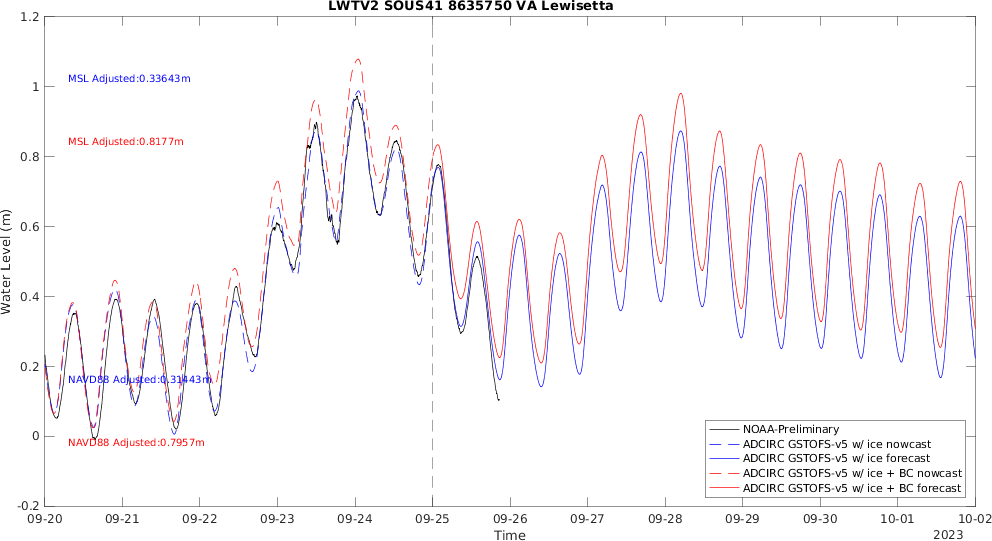 LWTV2 SOUS41 8635750 VA Lewisetta
1.2
1
0.8
0.6
0.4
0.2
0
-0.2
Water Level (m)
MSL Adjusted:0.33643m
MSL Adjusted:0.8177m
NAVD88 Adjusted:0.31443m
NAVD88 Adjusted:0.7957m
NOAA-Preliminary
ADCIRC GSTOFS-v5 w/ ice nowcast
ADCIRC GSTOFS-v5 w/ ice forecast
ADCIRC GSTOFS-v5 w/ ice + BC nowcast
ADCIRC GSTOFS-v5 w/ ice + BC forecast
09-20 09-21 09-22 09-23 09-24 09-25 09-26 09-27 09-28 09-29 09-30 10-01 10-02
Time
2023